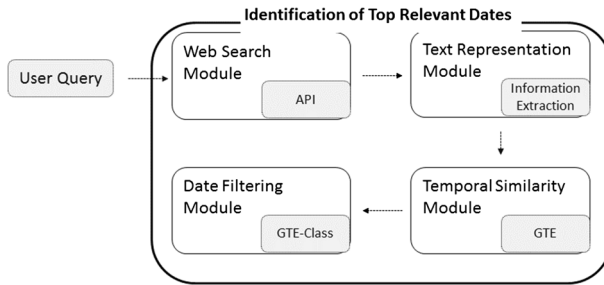 Identification of Top Relevant Dates
User Query
Web Search
Module
API
Text Representation
Module
Information
Extraction
Date Filtering
Module
GTE-Class
Temporal Similarity
Module
GTE